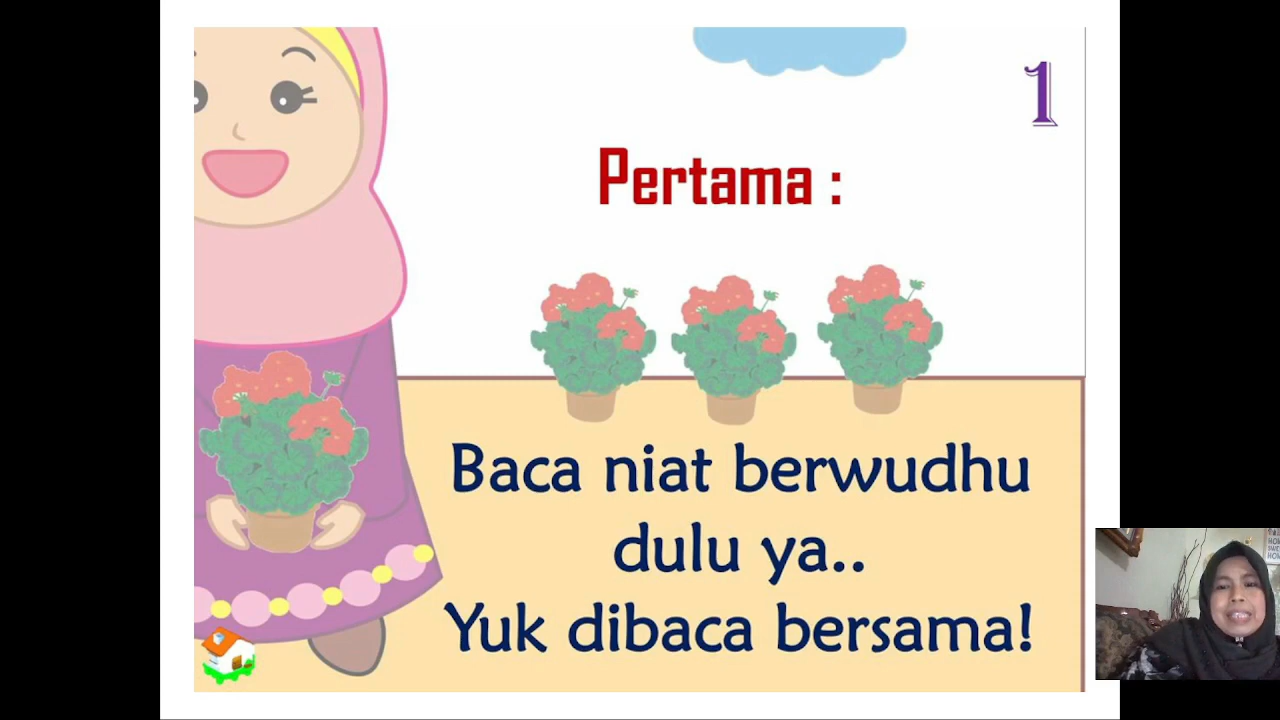 1
Pertama :
Baca niat berwudhu
dulu ya..
Yuk dibaca bersama!